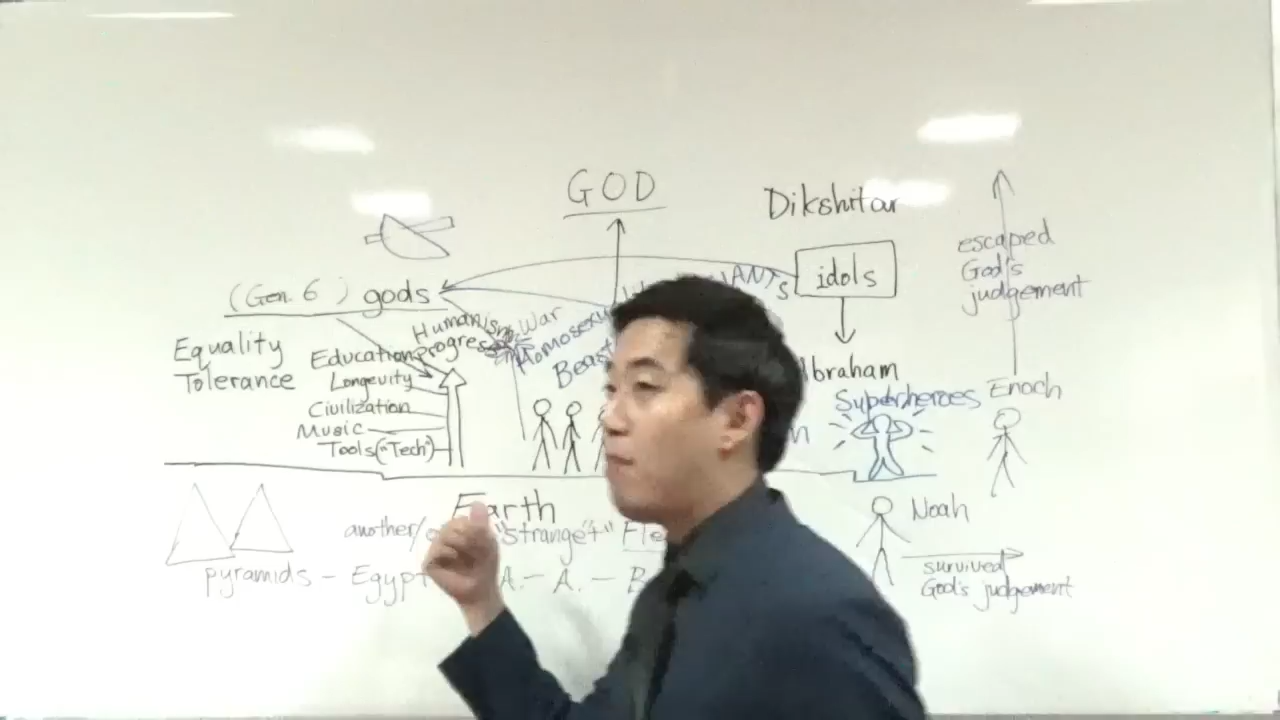 GOD
Dikshitar
idols
(Gen. 6) gods
escaped
God's
judgement
Equality
Tolerance
Humanism
progress
War
Beast
Education
Longevity
Civilization
Music
Tools("Tech")
Abraham
Superheroes
Enoch
Earth
another/
"strange"
Noah
pyramids - Egypt
A. - A. - B
survived
God's judgement